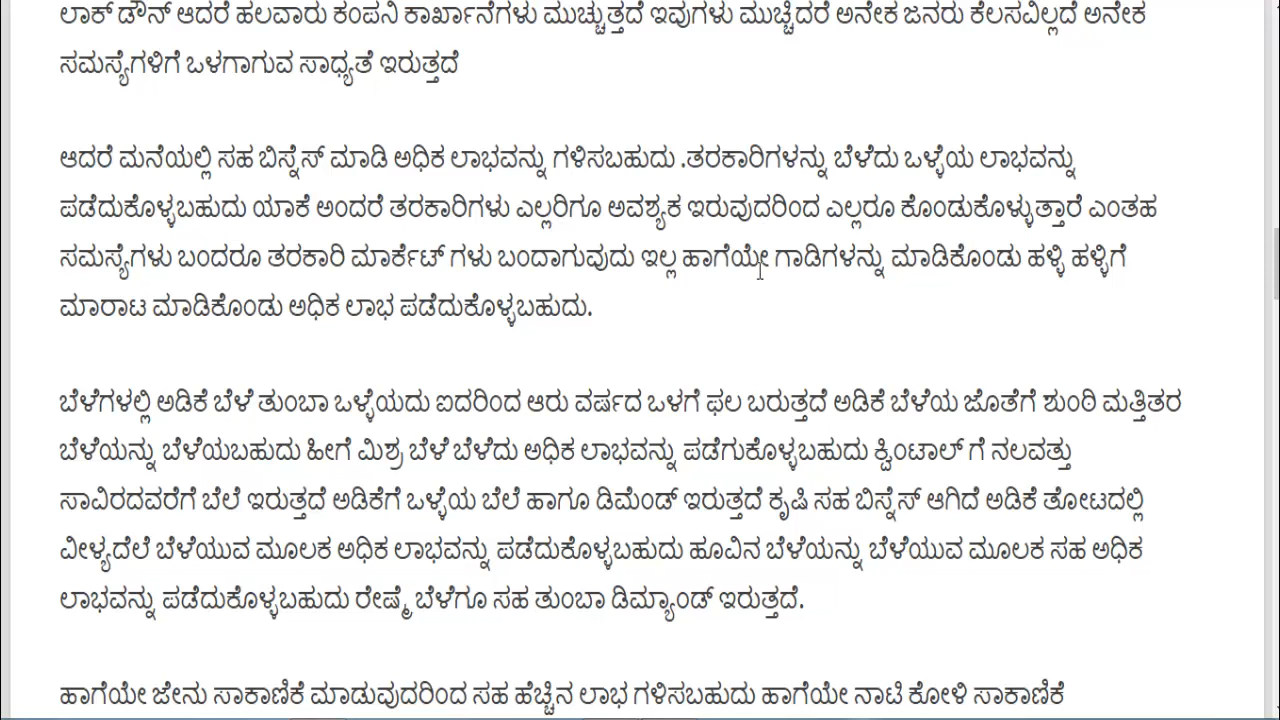 ಲಾಕ್ ಡೌನ್ ಆದರೆ ಹಲವಾರು ಕಂಪನಿ ಕಾರ್ಖಾನೆಗಳು ಮುಚ್ಚುತ್ತದೆ ಇವುಗಳು ಮುಚ್ಚಿದರೆ ಅನೇಕ ಜನರು ಕೆಲಸವಿಲ್ಲದೆ ಅನೇಕ
ಸಮಸ್ಯೆಗಳಿಗೆ ಒಳಗಾಗುವ ಸಾಧ್ಯತೆ ಇರುತ್ತದೆ
ಆದರೆ ಮನೆಯಲ್ಲಿ ಸಹ ಬಿಸ್ನೆಸ್ ಮಾಡಿ ಅಧಿಕ ಲಾಭವನ್ನು ಗಳಿಸಬಹುದು .ತರಕಾರಿಗಳನ್ನು ಬೆಳೆದು ಒಳ್ಳೆಯ ಲಾಭವನ್ನು
ಪಡೆದುಕೊಳ್ಳಬಹುದು ಯಾಕೆ ಅಂದರೆ ತರಕಾರಿಗಳು ಎಲ್ಲರಿಗೂ ಅವಶ್ಯಕ ಇರುವುದರಿಂದ ಎಲ್ಲರೂ ಕೊಂಡುಕೊಳ್ಳುತ್ತಾರೆ ಎಂತಹ
ಸಮಸ್ಯೆಗಳು ಬಂದರೂ ತರಕಾರಿ ಮಾರ್ಕೆಟ್ ಗಳು ಬಂದಾಗುವುದು ಇಲ್ಲ ಹಾಗೆಯೇ ಗಾಡಿಗಳನ್ನು ಮಾಡಿಕೊಂಡು ಹಳ್ಳಿ ಹಳ್ಳಿಗೆ
ಮಾರಾಟ ಮಾಡಿಕೊಂಡು ಅಧಿಕ ಲಾಭ ಪಡೆದುಕೊಳ್ಳಬಹುದು.
ಬೆಳೆಗಳಲ್ಲಿ ಅಡಿಕೆ ಬೆಳೆ ತುಂಬಾ ಒಳ್ಳೆಯದು ಐದರಿಂದ ಆರು ವರ್ಷದ ಒಳಗೆ ಫಲ ಬರುತ್ತದೆ ಅಡಿಕೆ ಬೆಳೆಯ ಜೊತೆಗೆ ಶುಂಠಿ ಮತ್ತಿತರ
ಬೆಳೆಯನ್ನು ಬೆಳೆಯಬಹುದು ಹೀಗೆ ಮಿಶ್ರ ಬೆಳೆ ಬೆಳೆದು ಅಧಿಕ ಲಾಭವನ್ನು ಪಡೆಗುಕೊಳ್ಳಬಹುದು ಕ್ವಿಂಟಾಲ್ ಗೆ ನಲವತ್ತು
ಸಾವಿರದವರೆಗೆ ಬೆಲೆ ಇರುತ್ತದೆ ಅಡಿಕೆಗೆ ಒಳ್ಳೆಯ ಬೆಲೆ ಹಾಗೂ ಡಿಮೆಂಡ್ ಇರುತ್ತದೆ ಕೃಷಿ ಸಹ ಬಿಸ್ನೆಸ್ ಆಗಿದೆ ಅಡಿಕೆ ತೋಟದಲ್ಲಿ
ವೀಳ್ಯದೆಲೆ ಬೆಳೆಯುವ ಮೂಲಕ ಅಧಿಕ ಲಾಭವನ್ನು ಪಡೆದುಕೊಳ್ಳಬಹುದು ಹೂವಿನ ಬೆಳೆಯನ್ನು ಬೆಳೆಯುವ ಮೂಲಕ ಸಹ ಅಧಿಕ
ಲಾಭವನ್ನು ಪಡೆದುಕೊಳ್ಳಬಹುದು ರೇಷ್ಮೆ ಬೆಳೆಗೂ ಸಹ ತುಂಬಾ ಡಿಮ್ಯಾಂಡ್ ಇರುತ್ತದೆ.
ಹಾಗೆಯೇ ಜೇನು ಸಾಕಾಣಿಕೆ ಮಾಡುವುದರಿಂದ ಸಹ ಹೆಚ್ಚಿನ ಲಾಭ ಗಳಿಸಬಹುದು ಹಾಗೆಯೇ ನಾಟಿ ಕೋಳಿ ಸಾಕಾಣಿಕೆ